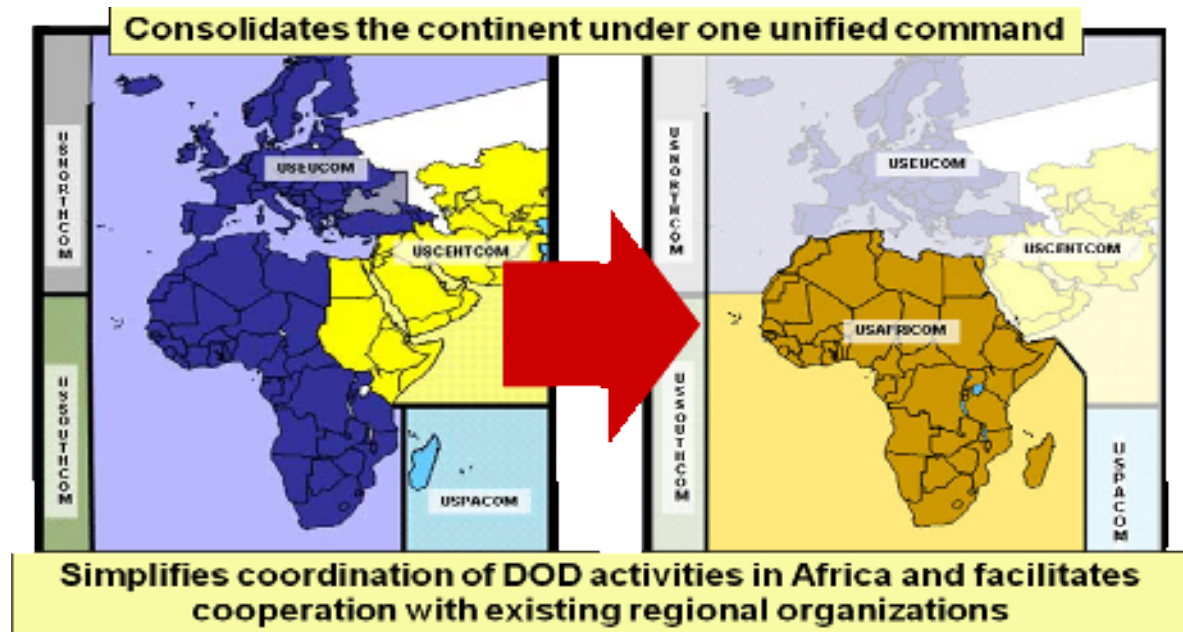 Consolidates the continent under one unified command
USNORTHCOM
USEUCOM
USCENTCOM
USSOUTHCOM
USPACOM
USNORTHCOM
USEUCOM
USCENTCOM
USAFRICOM
USSOUTHCOM
USPACOM
Simplifies coordination of DOD activities in Africa and facilitates
cooperation with existing regional organizations